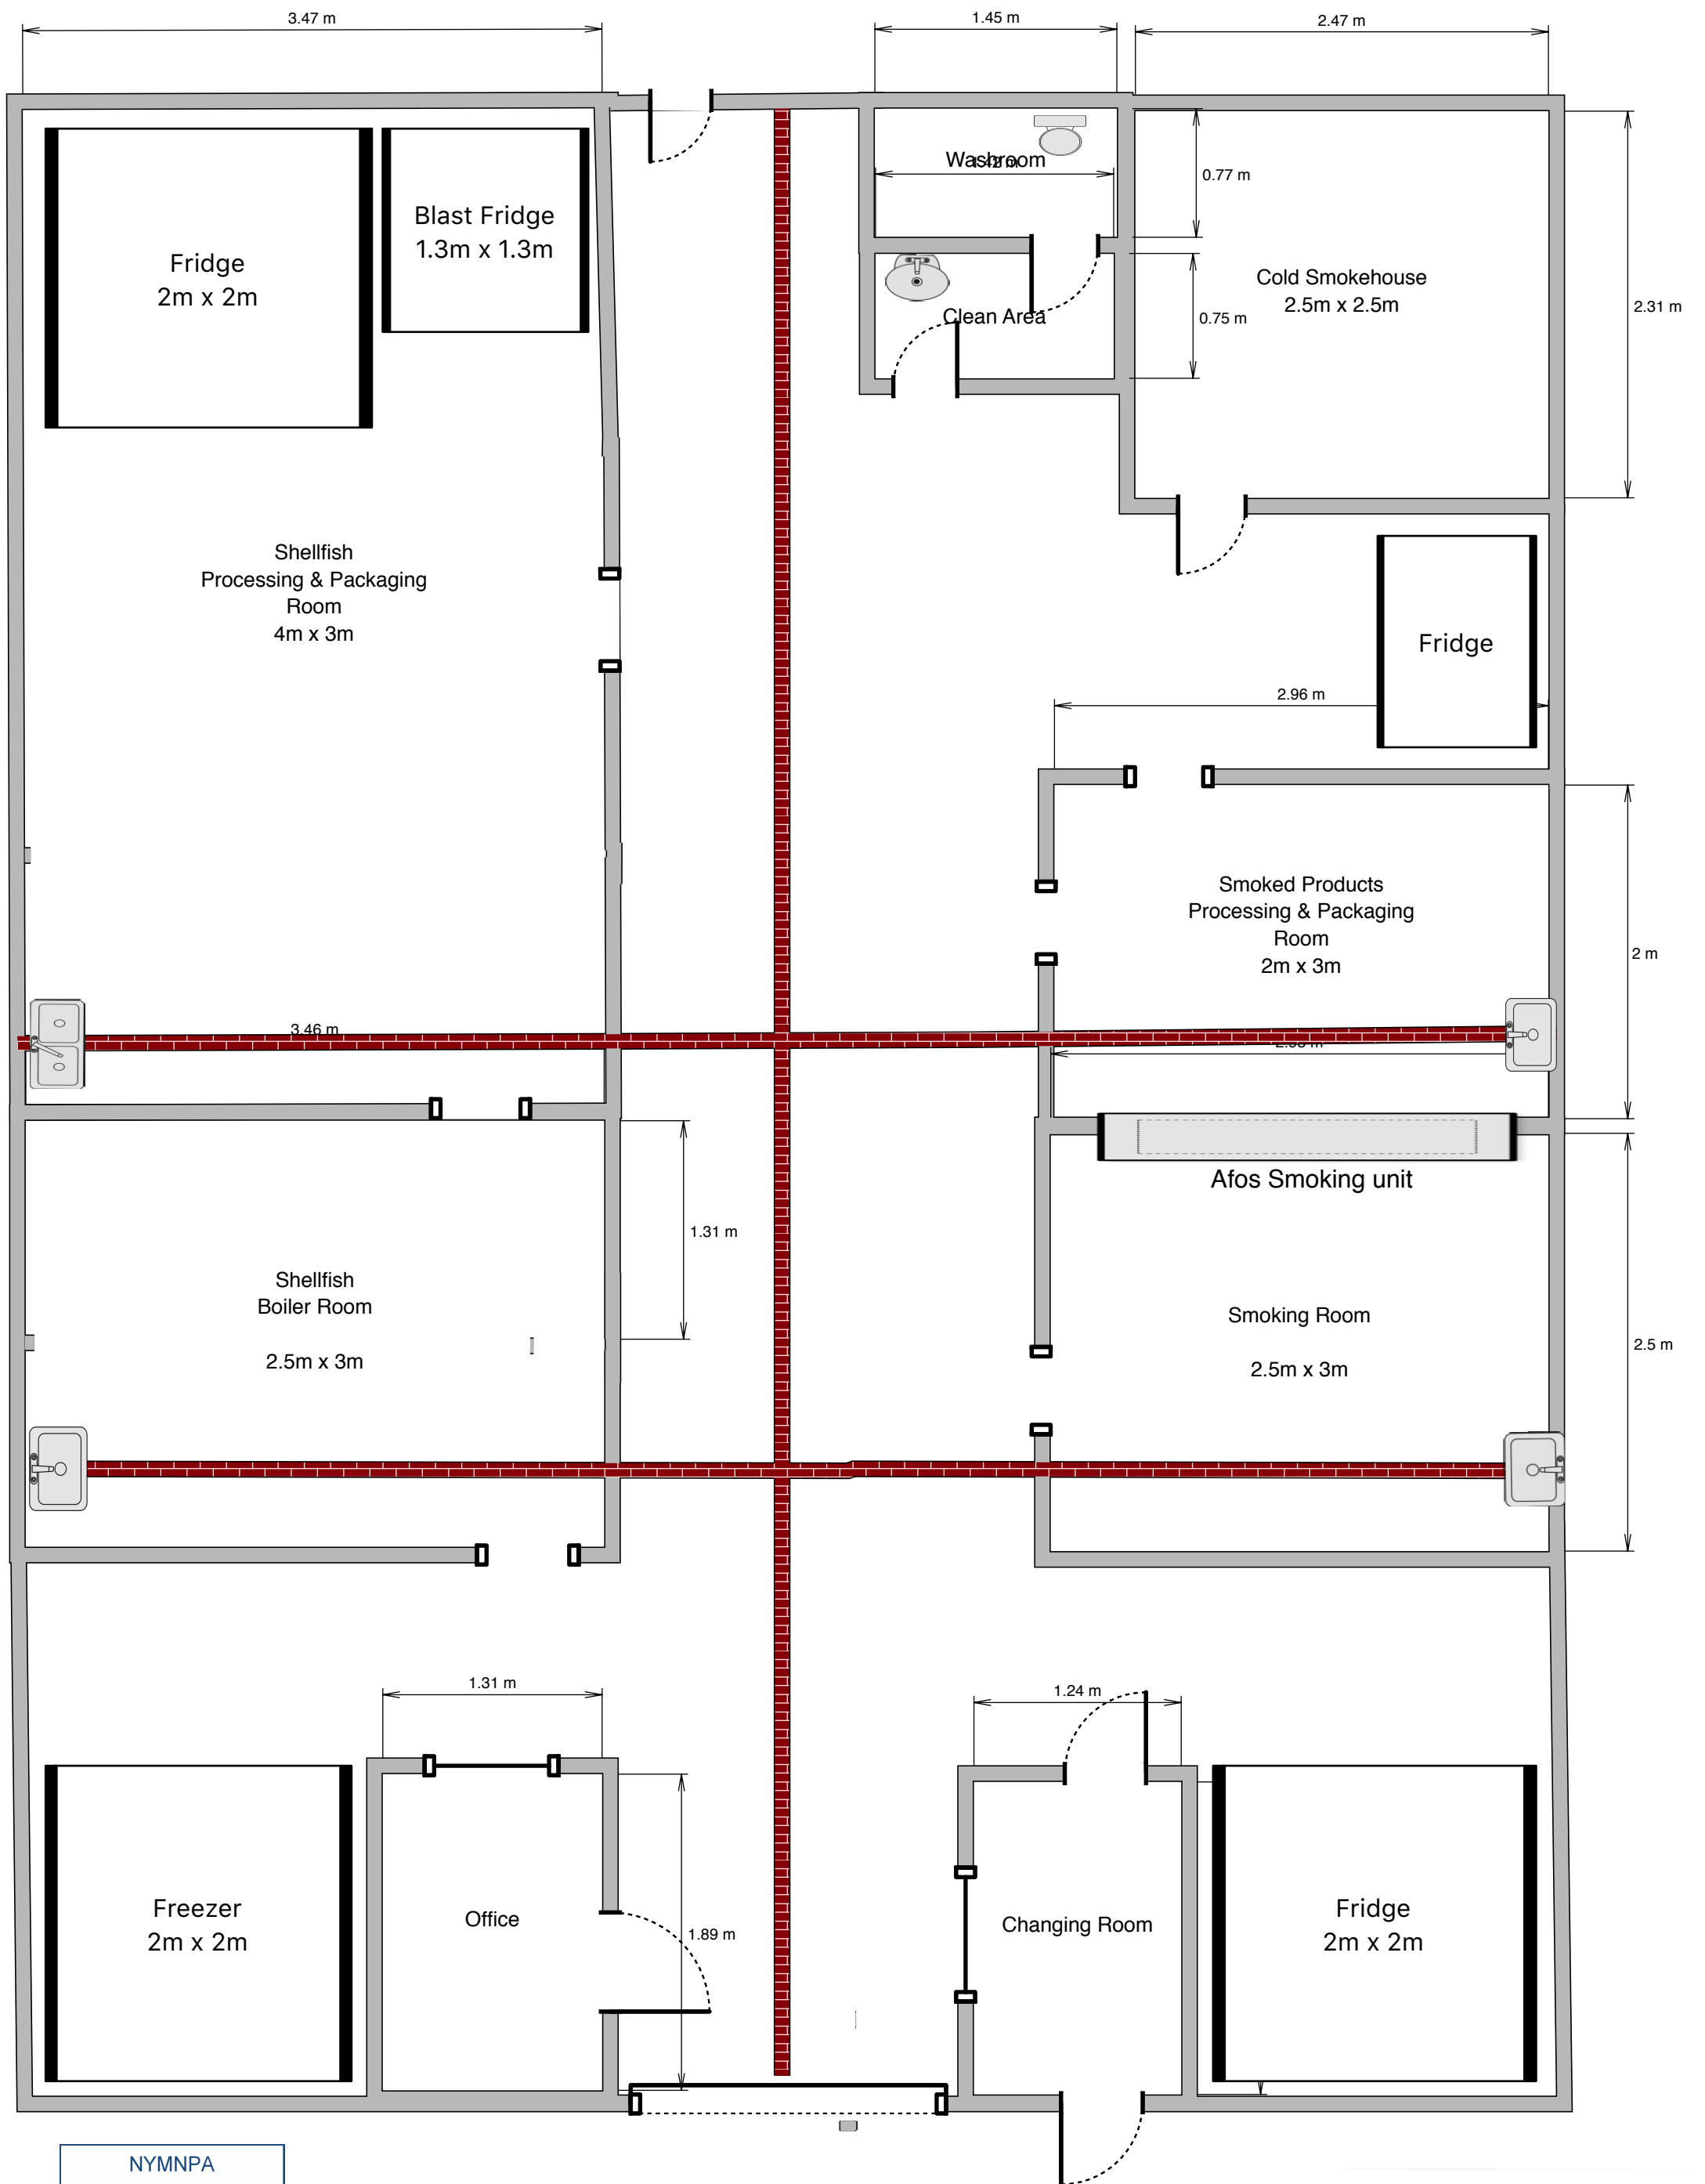 3.47 m
1.45 m
2.47 m
Washroom
0.77 m
Blast Fridge
1.3m x 1.3m
Fridge
2m x 2m
Cold Smokehouse
2.5m x 2.5m
2.31 m
Clean Area
0.75 m
Shellfish
Processing & Packaging
Room
4m x 3m
Fridge
2.96 m
Smoked Products
Processing & Packaging
Room
2m x 3m
2 m
3.46 m
Afos Smoking unit
1.31 m
Shellfish
Boiler Room
2.5m x 3m
Smoking Room
2.5m x 3m
2.5 m
1.31 m
1.24 m
Freezer
2m x 2m
Office
1.89 m
Changing Room
Fridge
2m x 2m
NYMNPA